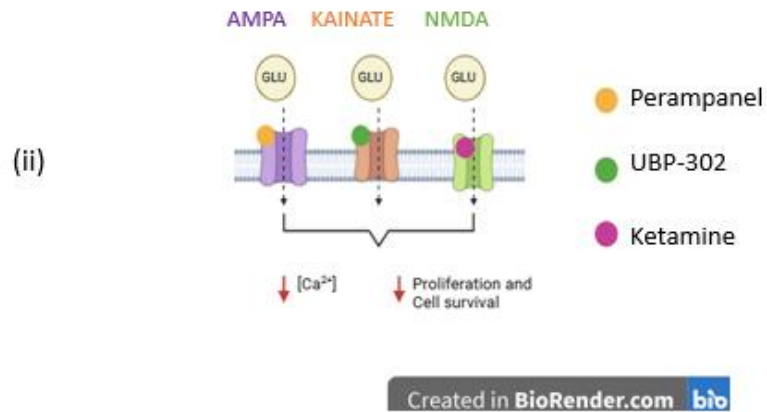 AMPA KAINATE NMDA
GLU GLU GLU
Perampanel
(ii)
UBP-302
Ketamine
[Ca²⁺]
Proliferation and
Cell survival
Created in BioRender.com bio